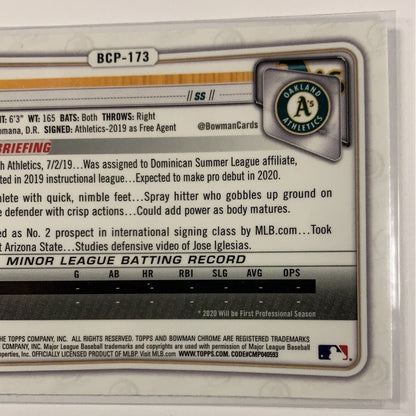 BCP-173
SS
HT: 6'3" WT: 165 BATS: Both THROWS: Right
omana, D.R. SIGNED: Athletics-2019 as Free Agent
@BowmanCards
OAKLAND A's ATHLETICS
BRIEFING
th Athletics, 7/2/19...Was assigned to Dominican Summer League affiliate,
ted in 2019 instructional league...Expected to make pro debut in 2020.
hlete with quick, nimble feet...Spray hitter who gobbles up ground on
e defender with crisp actions...Could add power as body matures.
ed as No. 2 prospect in international signing class by MLB.com...Took
t Arizona State...Studies defensive video of Jose Iglesias.
MINOR LEAGUE BATTING RECORD
G AB HR RBI SLG AVG OPS
* 2020 Will be First Professional Season
THE TOPPS COMPANY, INC. ALL RIGHTS RESERVED. TOPPS AND BOWMAN CHROME ARE REGISTERED TRADEMARKS
COMPANY, INC. Major League Baseball trademarks and copyrights are used with permission of Major League Baseball
operties, Inc. OFFICIALLY LICENSED PRODUCT OF MLBP. Visit MLB.com WWW.TOPPS.COM. CODE#CMP040593